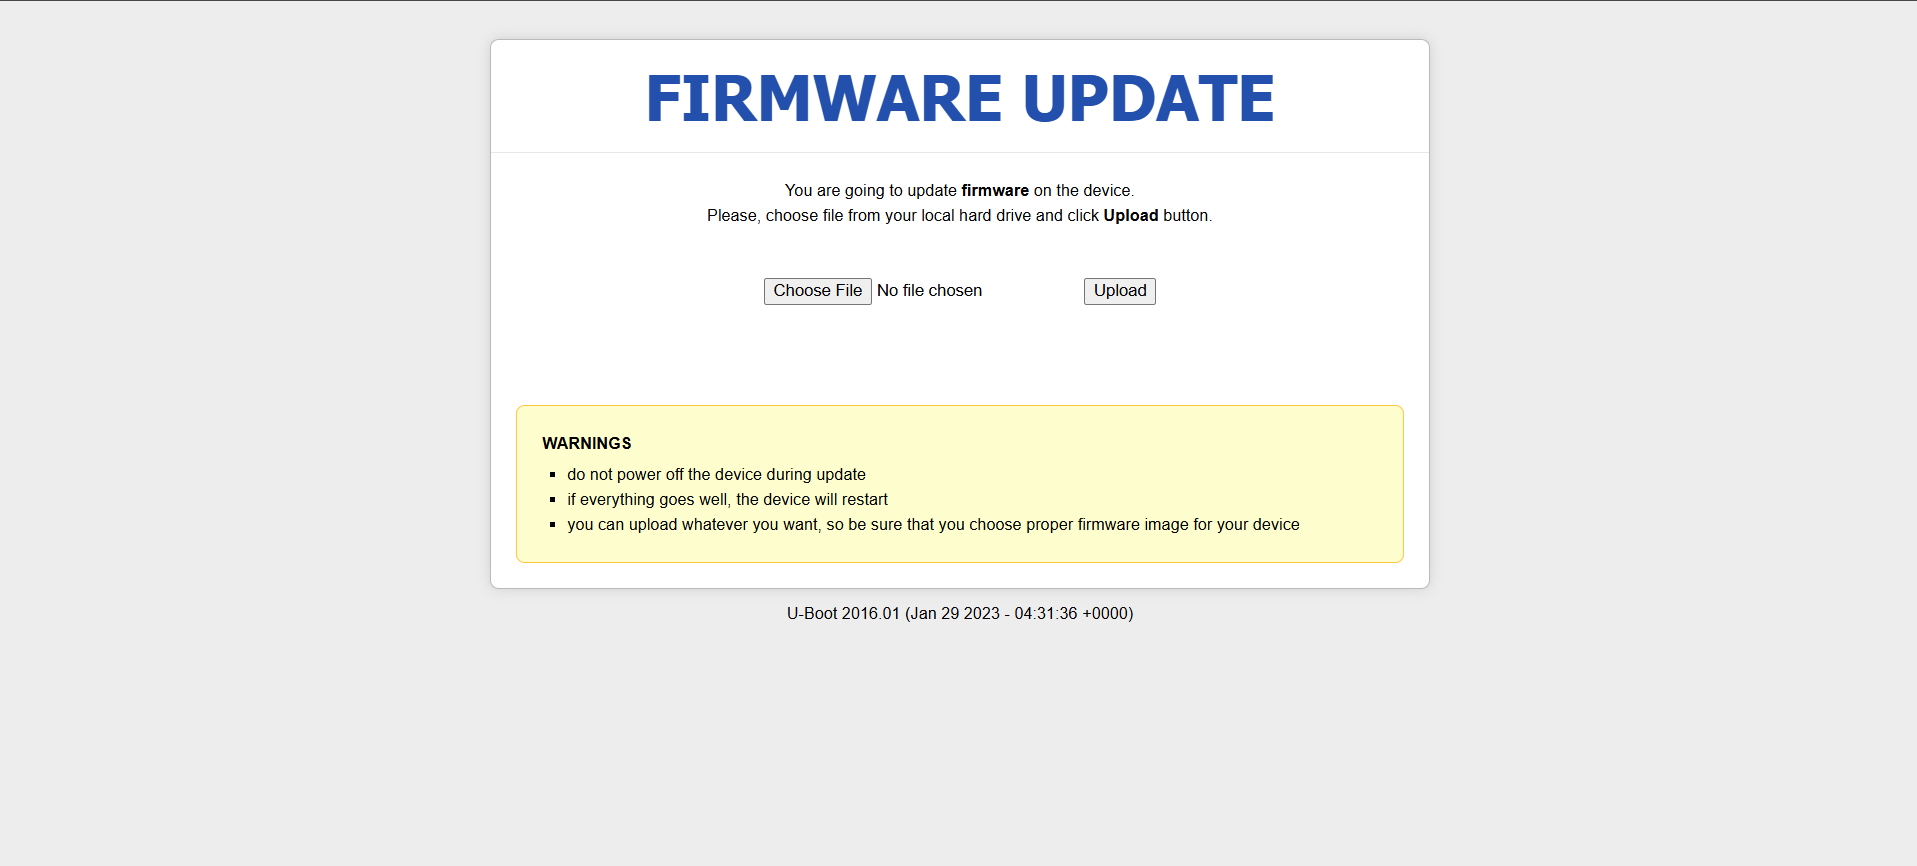 FIRMWARE UPDATE
You are going to update firmware on the device.
Please, choose file from your local hard drive and click Upload button.
Choose File No file chosen Upload
WARNINGS
do not power off the device during update
if everything goes well, the device will restart
you can upload whatever you want, so be sure that you choose proper firmware image for your device
U-Boot 2016.01 (Jan 29 2023 - 04:31:36 +0000)